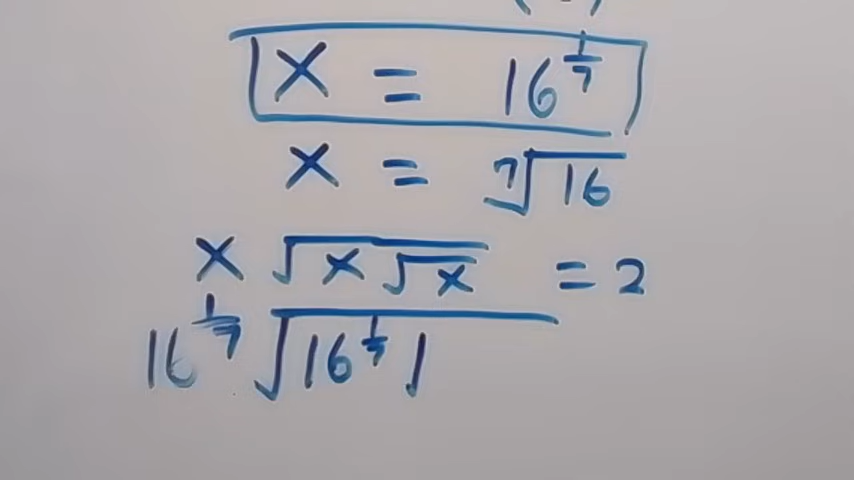 x = 16^{1/7}
x = ⁷√16
x √(x √x) = 2
16^{1/7} √(16^{1/7} √